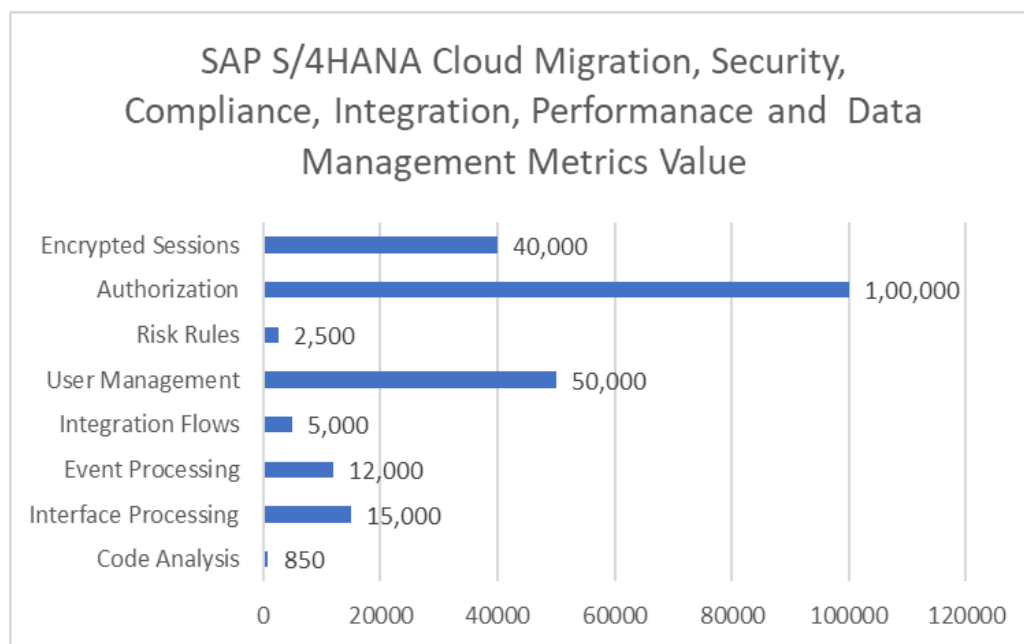 SAP S/4HANA Cloud Migration, Security,
Compliance, Integration, Performanace and  Data
Management Metrics Value
Encrypted Sessions 40,000
Authorization 1,00,000
Risk Rules 2,500
User Management 50,000
Integration Flows 5,000
Event Processing 12,000
Interface Processing 15,000
Code Analysis 850
0 20000 40000 60000 80000 100000 120000